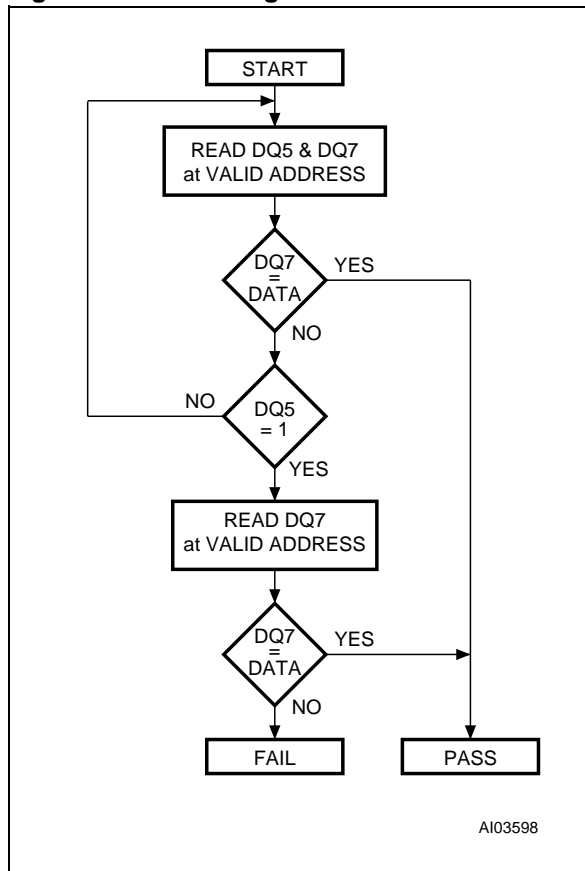 START
READ DQ5 & DQ7
at VALID ADDRESS
DQ7
=
DATA
YES
NO
DQ5
= 1
NO
YES
READ DQ7
at VALID ADDRESS
DQ7
=
DATA
YES
NO
FAIL
PASS
AI03598